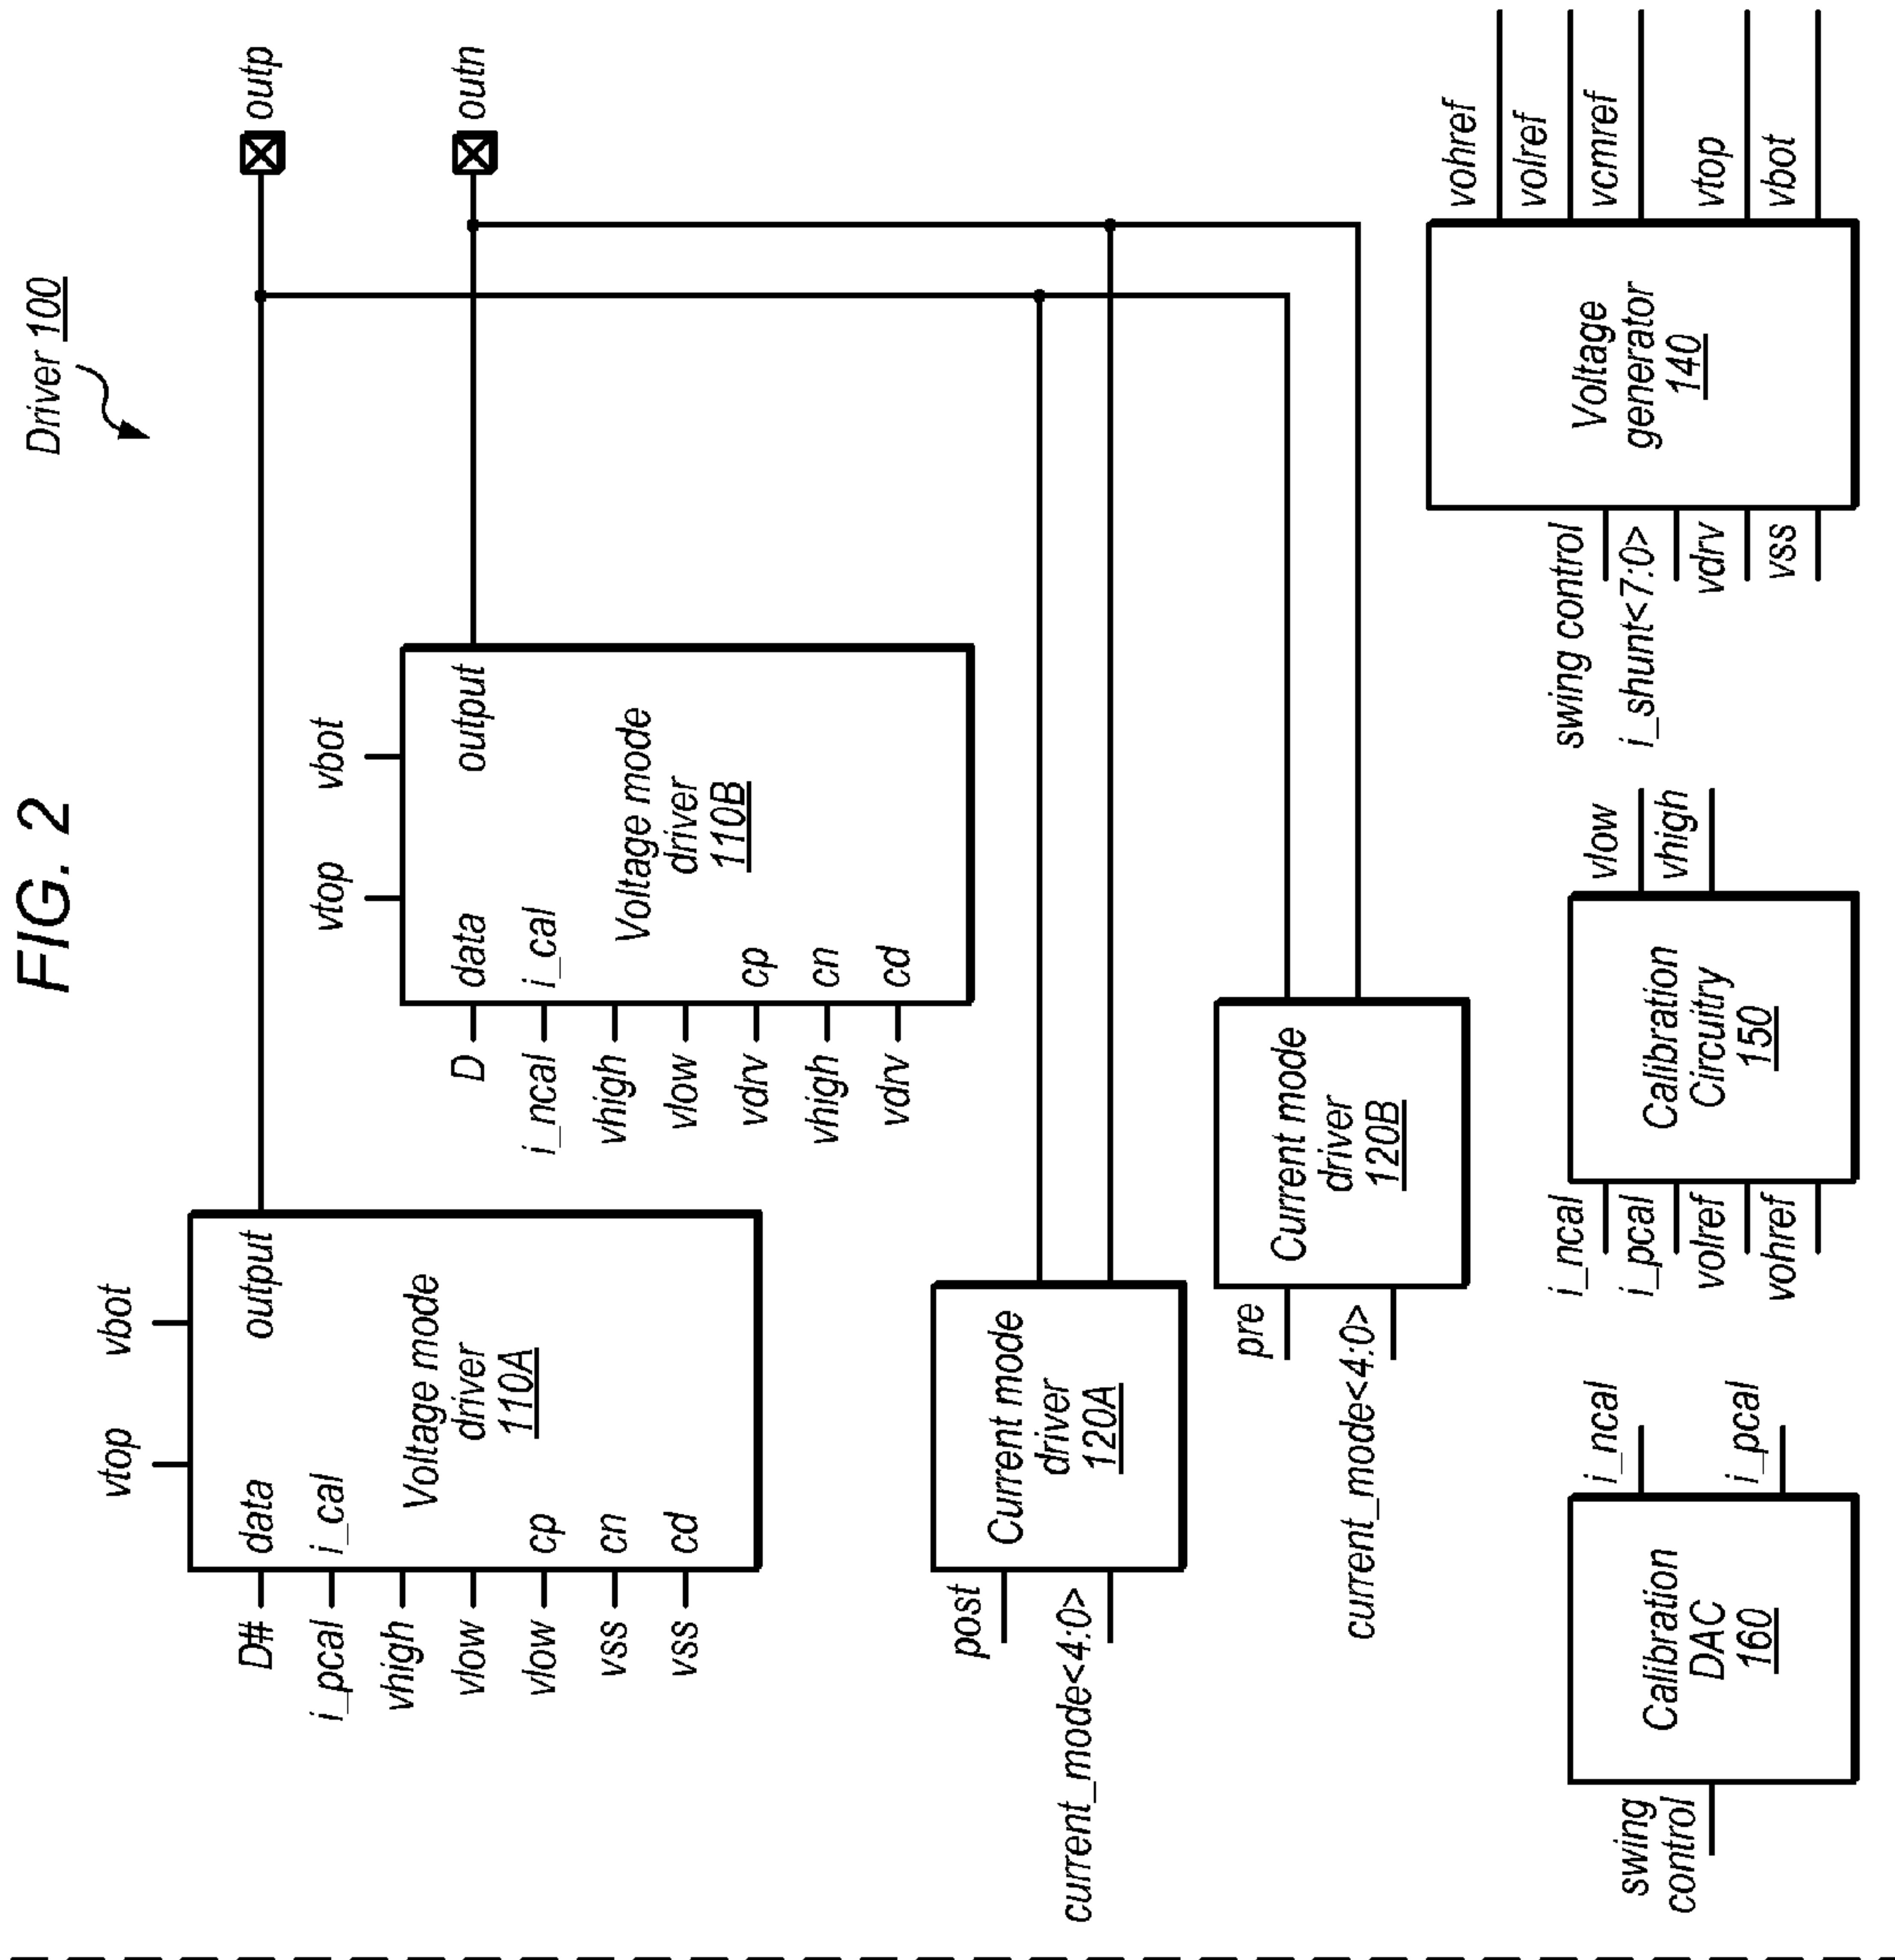 Driver 100
outp
outn
vtop
vbot
D#
i_pcal
vhigh
vlow
vlow
vss
vss
data
i_cal
cp
cn
cd
output
Voltage mode
driver
110A
vtop
vbot
D
i_ncal
vhigh
vlow
vdrv
vhigh
vdrv
data
i_cal
cp
cn
cd
output
Voltage mode
driver
110B
post
current_mode<4:0>
Current mode
driver
120A
pre
current_mode<4:0>
Current mode
driver
120B
swing
control
Calibration
DAC
160
i_ncal
i_pcal
i_ncal
i_pcal
volref
vohref
Calibration
Circuitry
150
vlow
vhigh
swing control
i_shunt<7:0>
vdrv
vss
Voltage
generator
140
vohref
volref
vcmref
vtop
vbot
FIG. 2